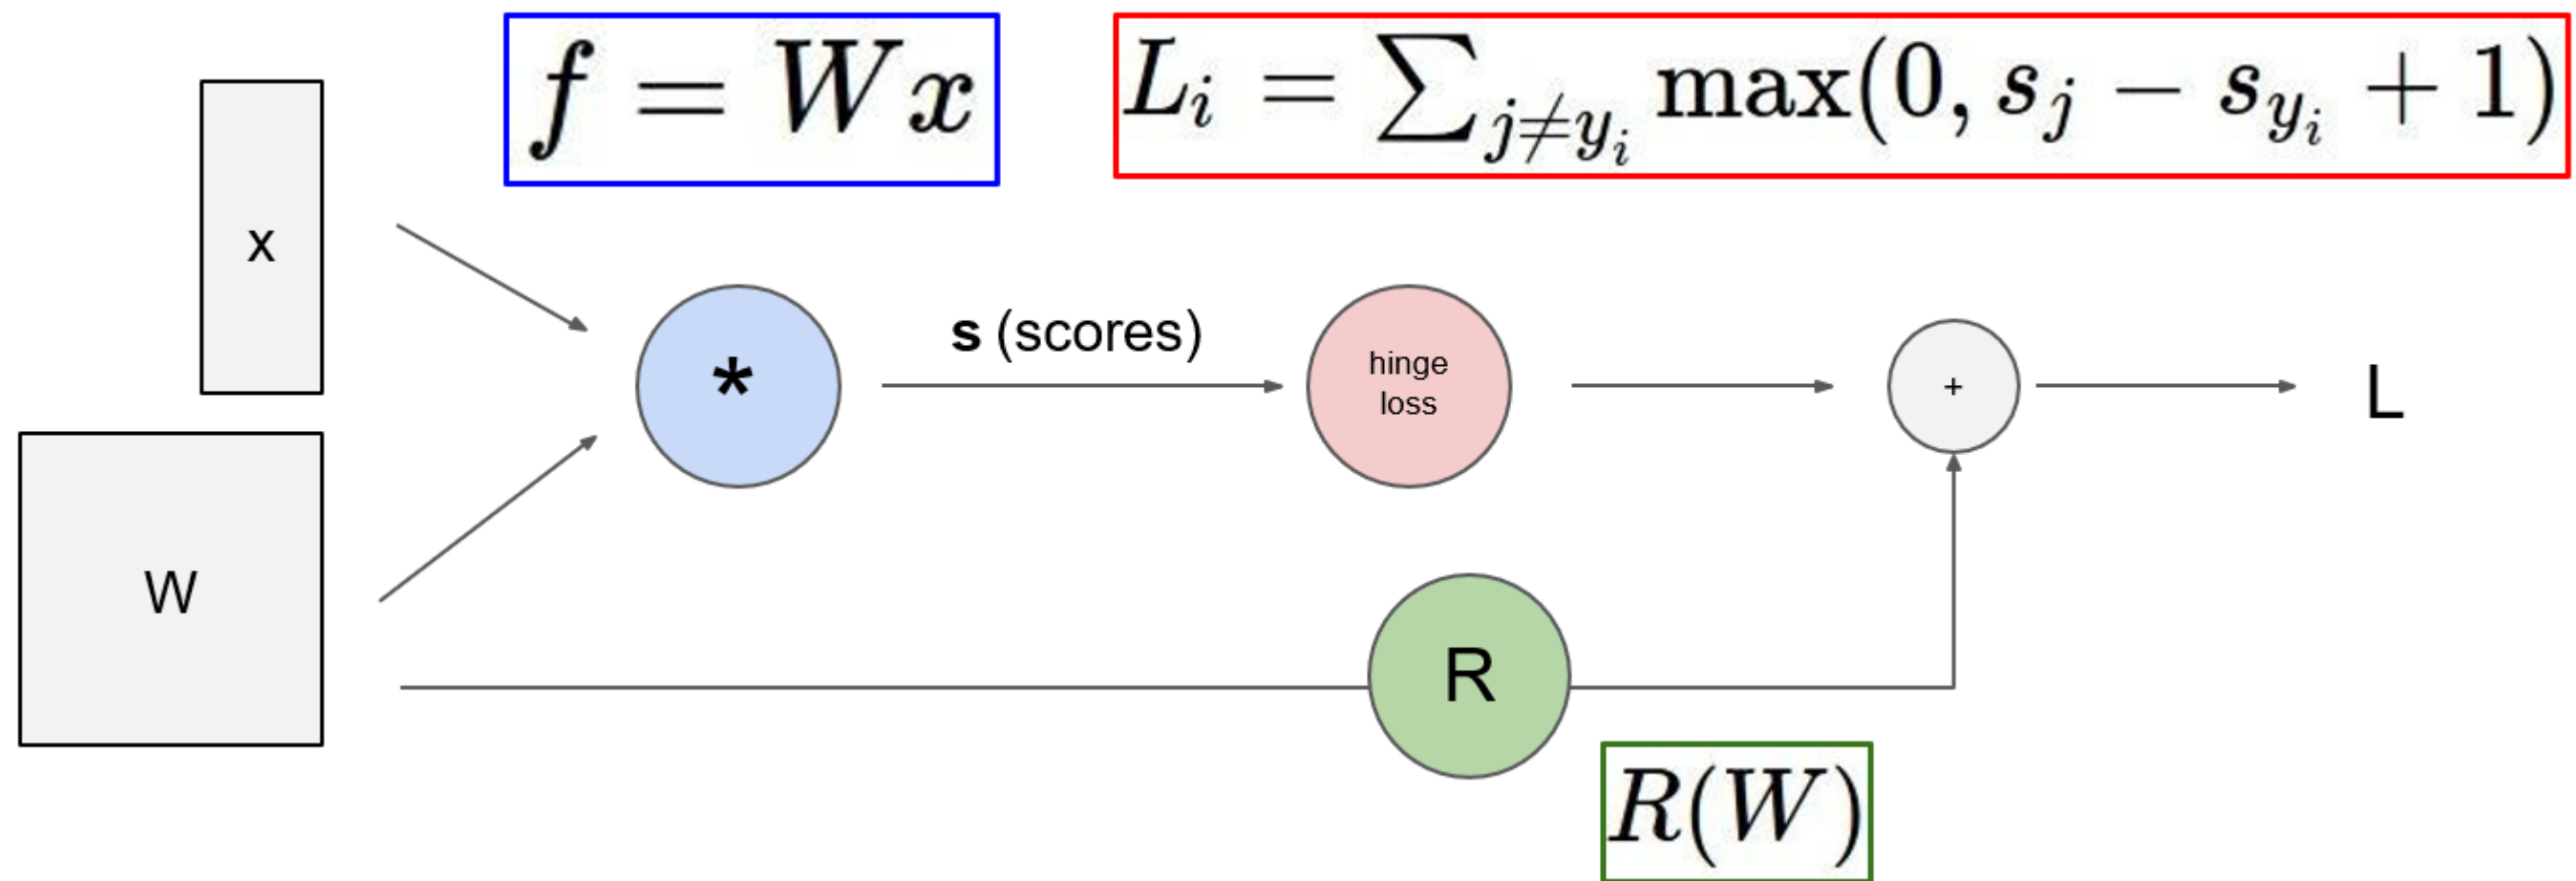 f = Wx
L_i = ∑_{j≠y_i} max(0, s_j − s_{y_i} + 1)
x
*
s (scores)
hinge
loss
+
L
W
R
R(W)